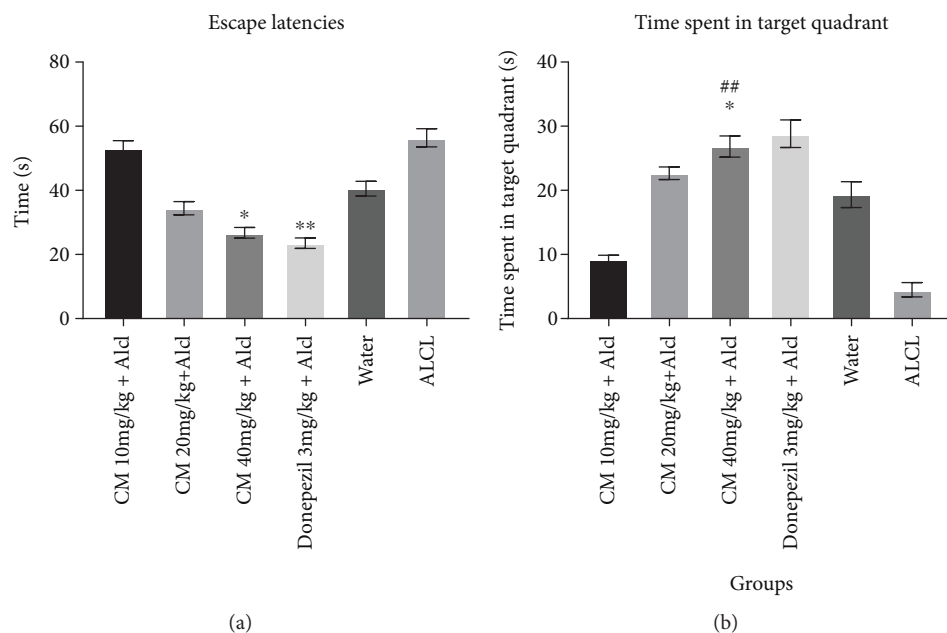 Escape latencies
80
60
40
20
0
Time (s)
*
**
CM 10mg/kg + Ald
CM 20mg/kg+Ald
CM 40mg/kg + Ald
Donepezil 3mg/kg + Ald
Water
ALCL
(a)
Time spent in target quadrant
40
30
20
10
0
Time spent in target quadrant (s)
##
*
CM 10mg/kg + Ald
CM 20mg/kg+Ald
CM 40mg/kg + Ald
Donepezil 3mg/kg + Ald
Water
ALCL
Groups
(b)